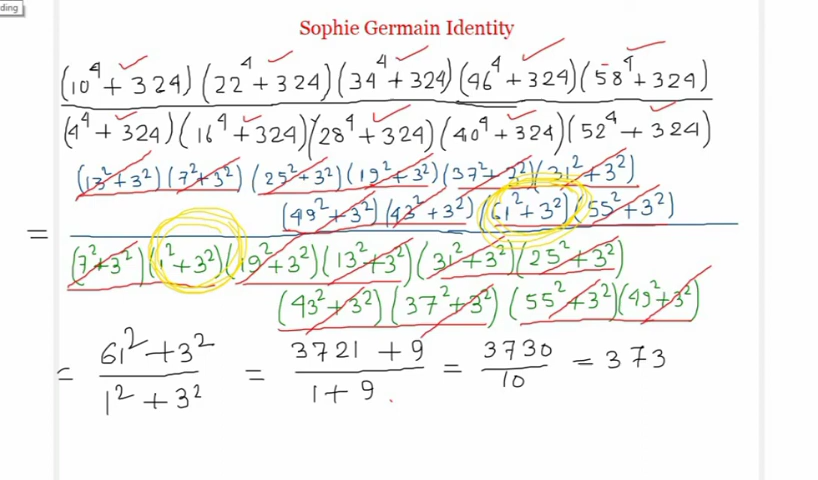 ding
Sophie Germain Identity
(10⁴ + 324) (22⁴ + 324) (34⁴ + 324) (46⁴ + 324) (58⁴ + 324)
(4⁴ + 324) (16⁴ + 324) (28⁴ + 324) (40⁴ + 324) (52⁴ + 324)
(13² + 3²) (7² + 3²) (25² + 3²) (19² + 3²) (37² + 3²) (31² + 3²)
(49² + 3²) (43² + 3²) (61² + 3²) (55² + 3²)
=
(7² + 3²) (1² + 3²) (19² + 3²) (13² + 3²) (31² + 3²) (25² + 3²)
(43² + 3²) (37² + 3²) (55² + 3²) (49² + 3²)
= 61² + 3² / 1² + 3² = 3721 + 9 / 1 + 9 = 3730 / 10 = 373